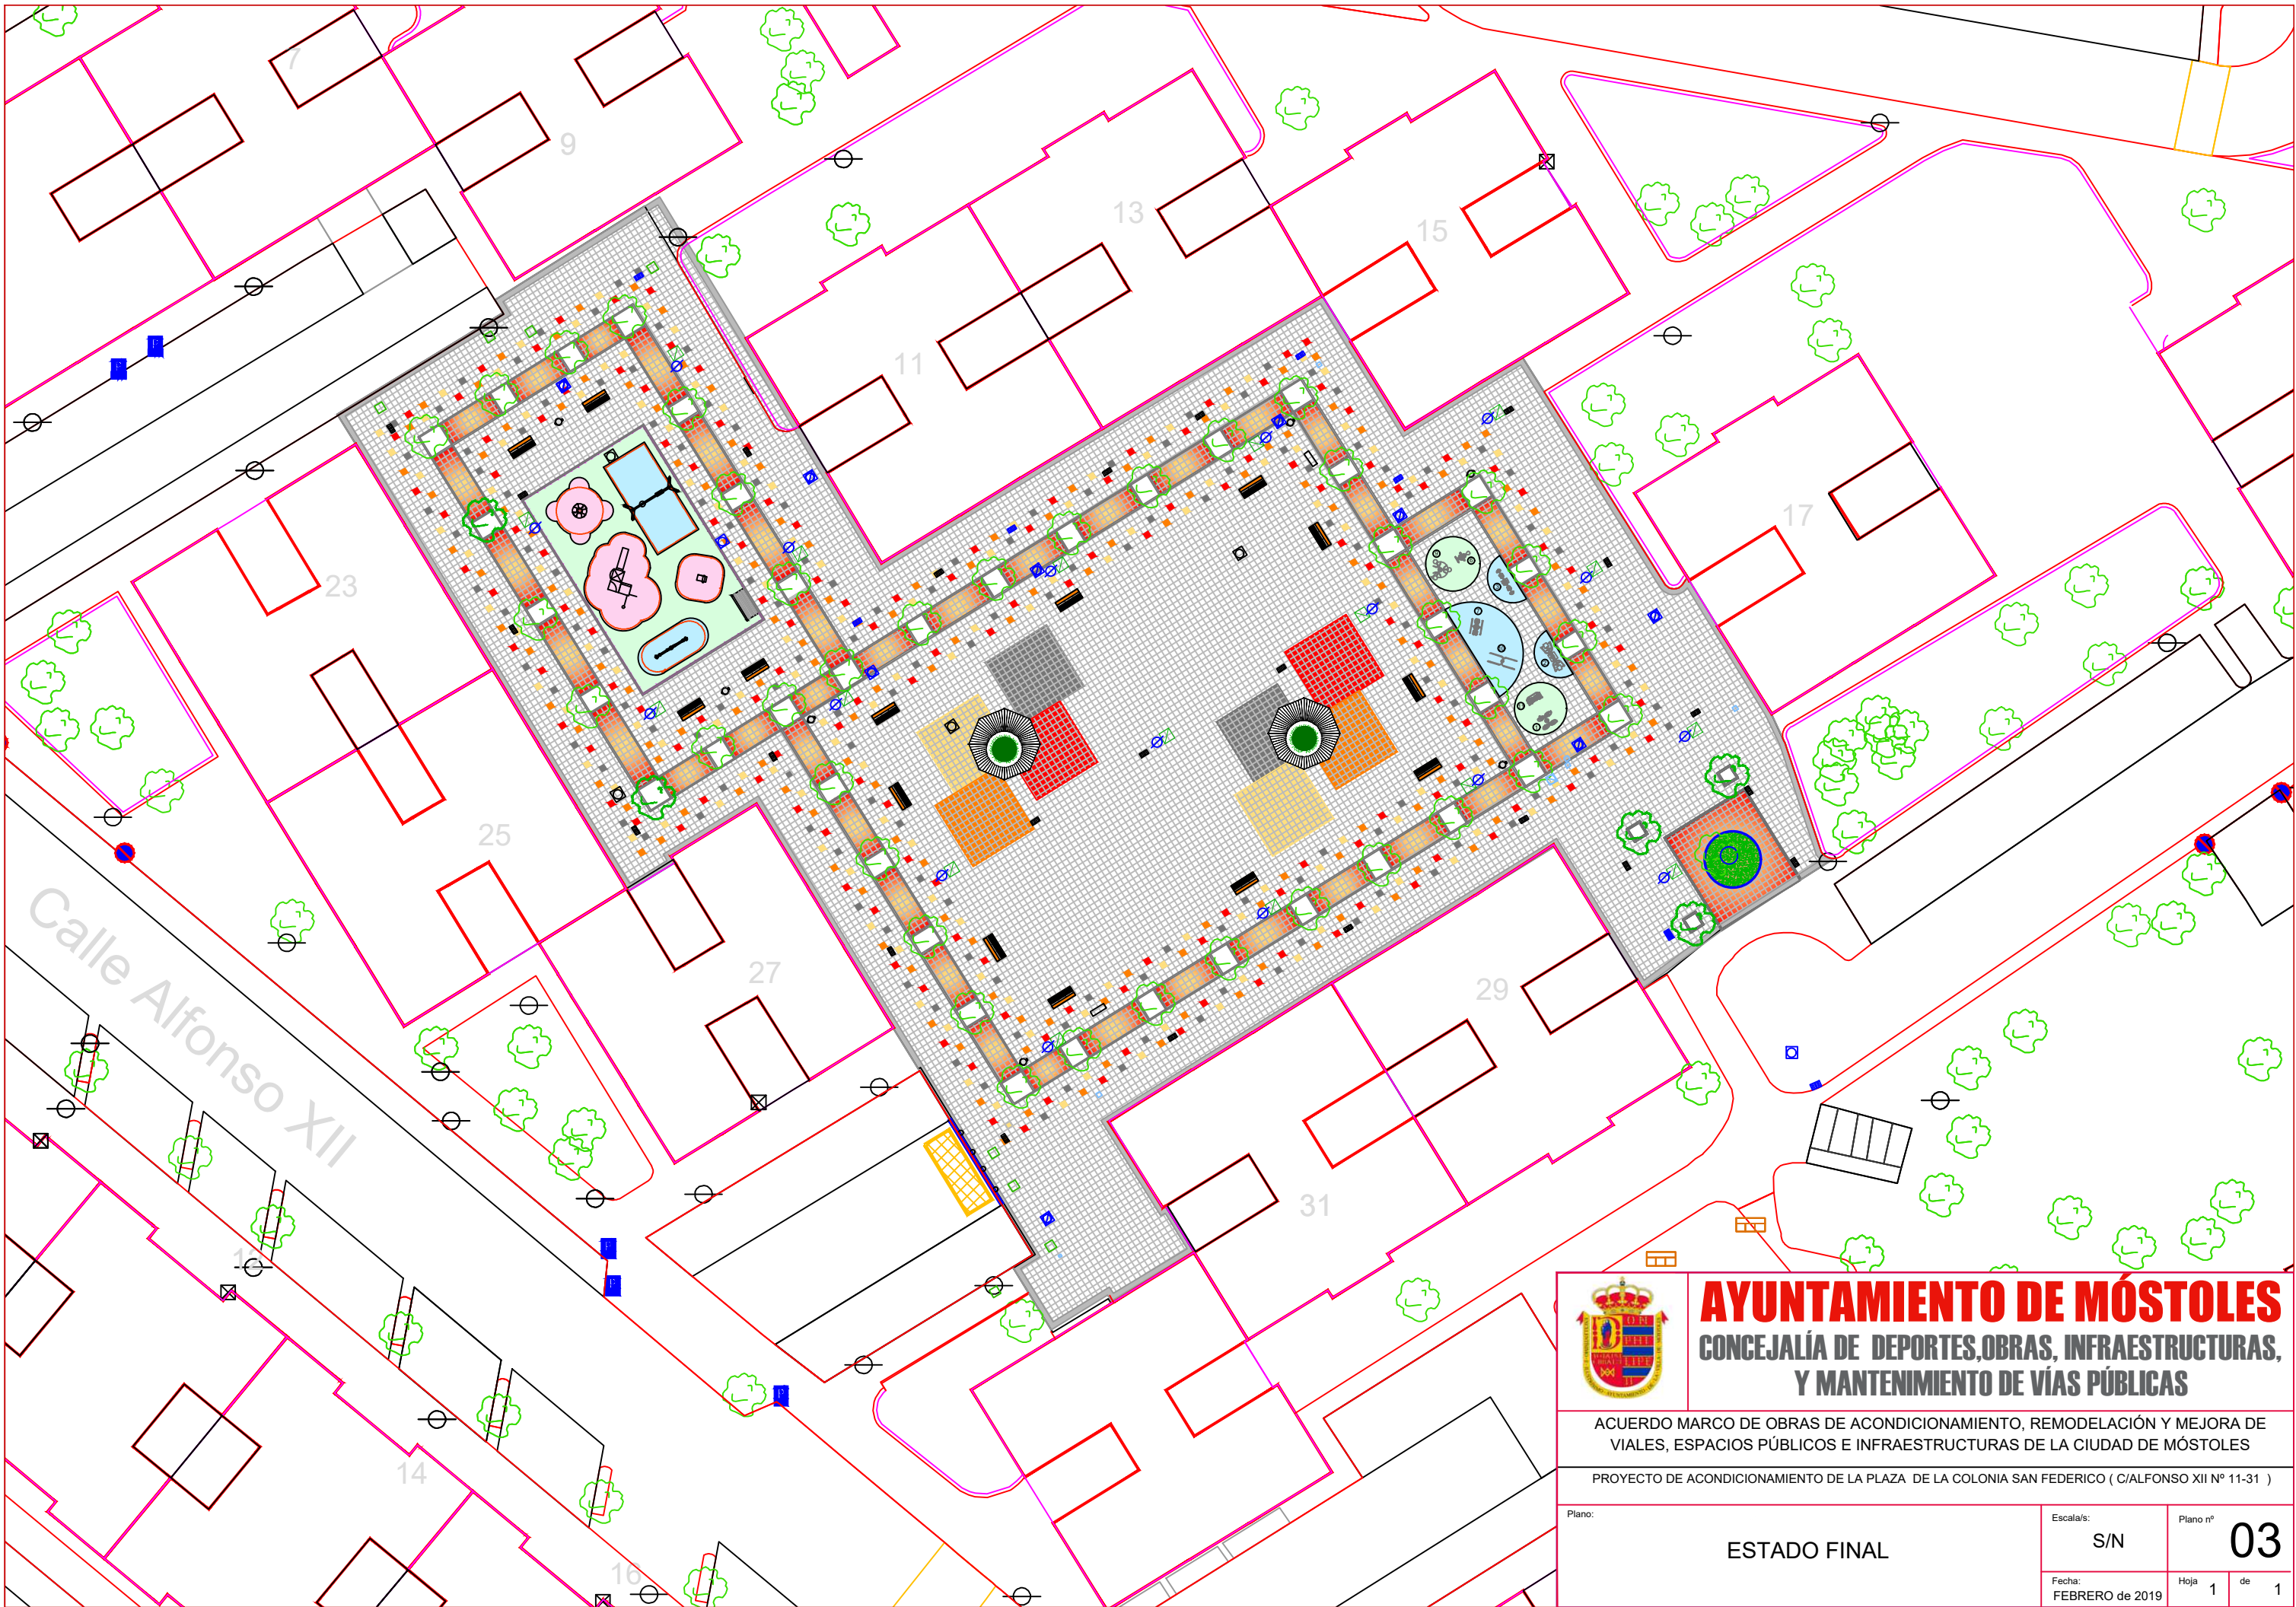 7
9
13
15
11
17
23
25
27
29
31
Calle Alfonso XII
12
14
16
AYUNTAMIENTO DE MÓSTOLES
CONCEJALÍA DE DEPORTES,OBRAS, INFRAESTRUCTURAS,
Y MANTENIMIENTO DE VÍAS PÚBLICAS
ACUERDO MARCO DE OBRAS DE ACONDICIONAMIENTO, REMODELACIÓN Y MEJORA DE
VIALES, ESPACIOS PÚBLICOS E INFRAESTRUCTURAS DE LA CIUDAD DE MÓSTOLES
PROYECTO DE ACONDICIONAMIENTO DE LA PLAZA DE LA COLONIA SAN FEDERICO ( C/ALFONSO XII Nº 11-31 )
Plano:
ESTADO FINAL
Escala/s:
S/N
Plano nº
03
Fecha:
FEBRERO de 2019
Hoja 1 de 1